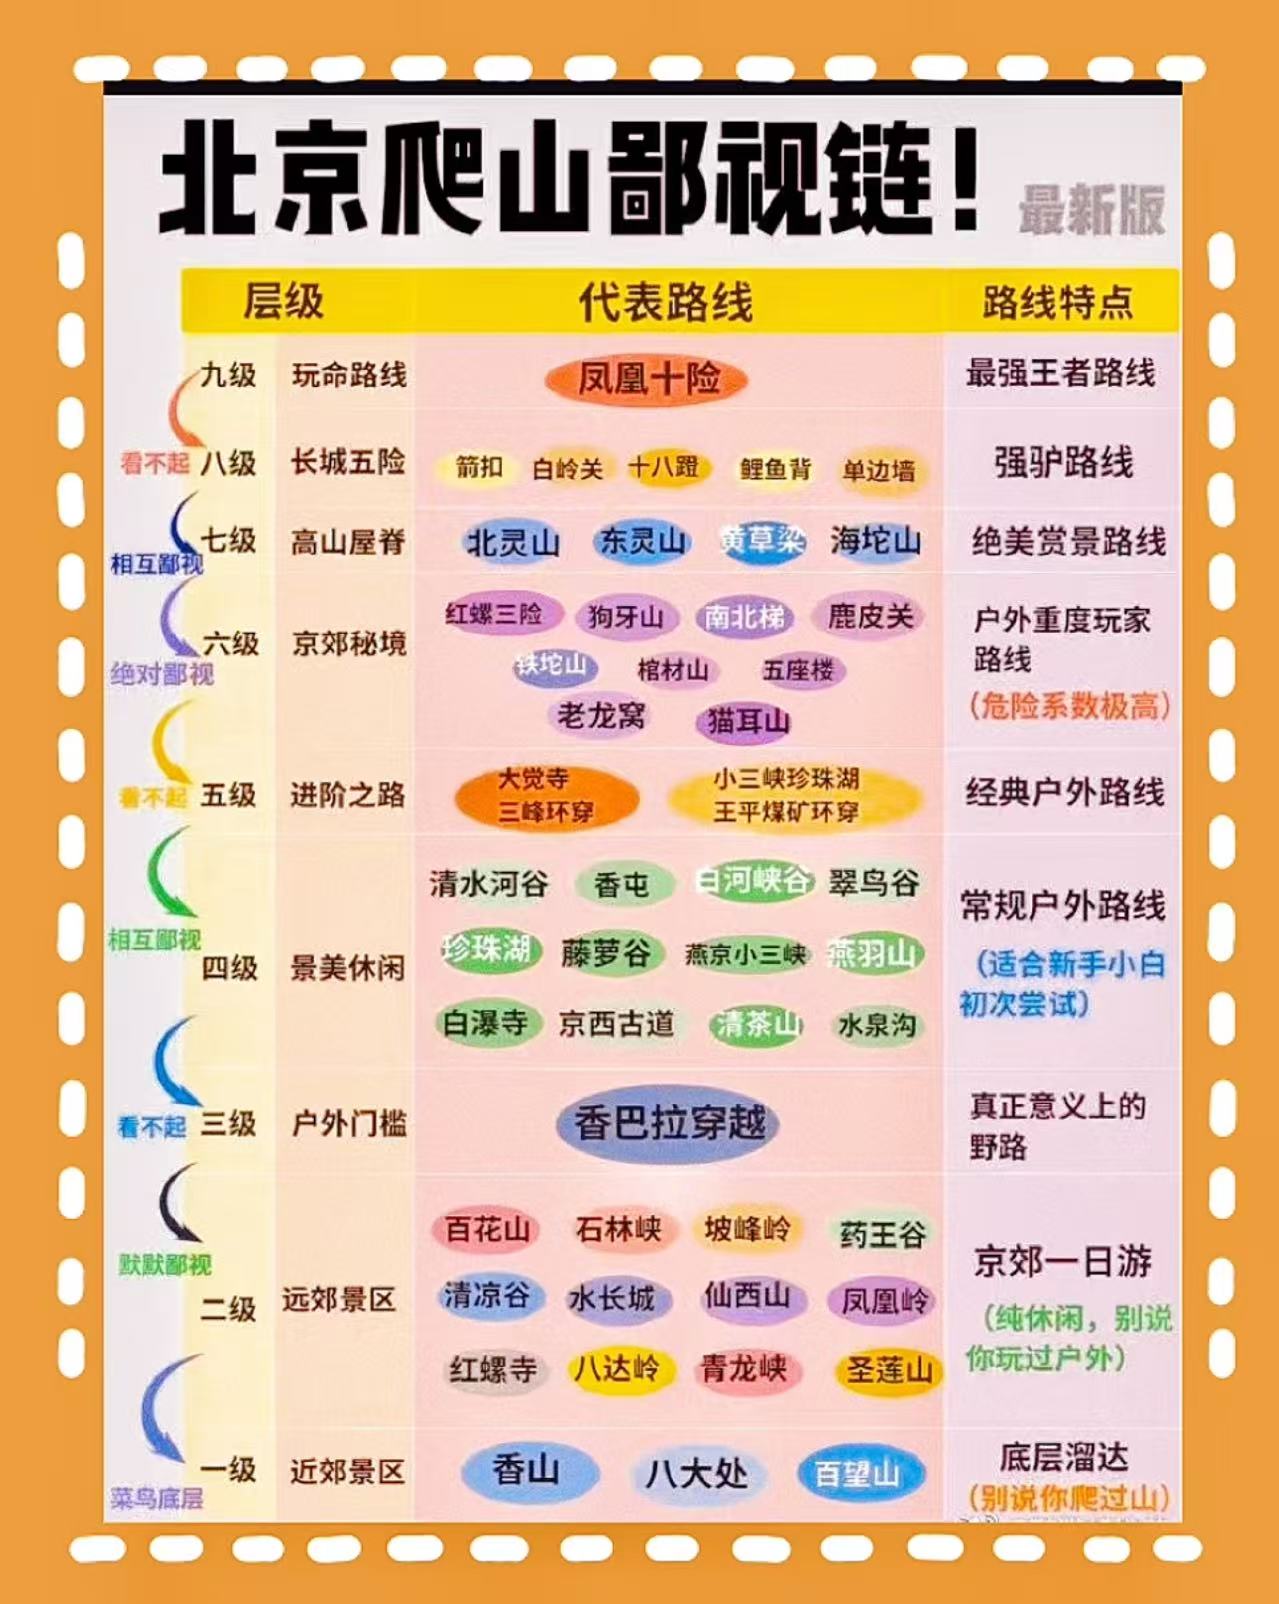 北京爬山鄙视链！ 最新版
层级 代表路线 路线特点
九级 玩命路线 凤凰十险 最强王者路线
看不起 八级 长城五险 箭扣 白岭关 十八蹬 鲤鱼背 单边墙 强驴路线
七级 高山屋脊 北灵山 东灵山 黄草梁 海坨山 绝美赏景路线
相互鄙视
六级 京郊秘境
红螺三险 狗牙山 南北梯 鹿皮关
铁坨山 棺材山 五座楼
老龙窝 猫耳山
户外重度玩家
路线
（危险系数极高）
绝对鄙视
看不起 五级 进阶之路
大觉寺
三峰环穿
小三峡珍珠湖
王平煤矿环穿
经典户外路线
相互鄙视
四级 景美休闲
清水河谷 香屯 白河峡谷 翠鸟谷
珍珠湖 藤萝谷 燕京小三峡 燕羽山
白瀑寺 京西古道 清茶山 水泉沟
常规户外路线
（适合新手小白
初次尝试）
看不起 三级 户外门槛 香巴拉穿越
真正意义上的
野路
默默鄙视
二级 远郊景区
百花山 石林峡 坡峰岭 药王谷
清凉谷 水长城 仙西山 凤凰岭
红螺寺 八达岭 青龙峡 圣莲山
京郊一日游
（纯休闲，别说
你玩过户外）
一级 近郊景区 香山 八大处 百望山
底层溜达
（别说你爬过山）
菜鸟底层